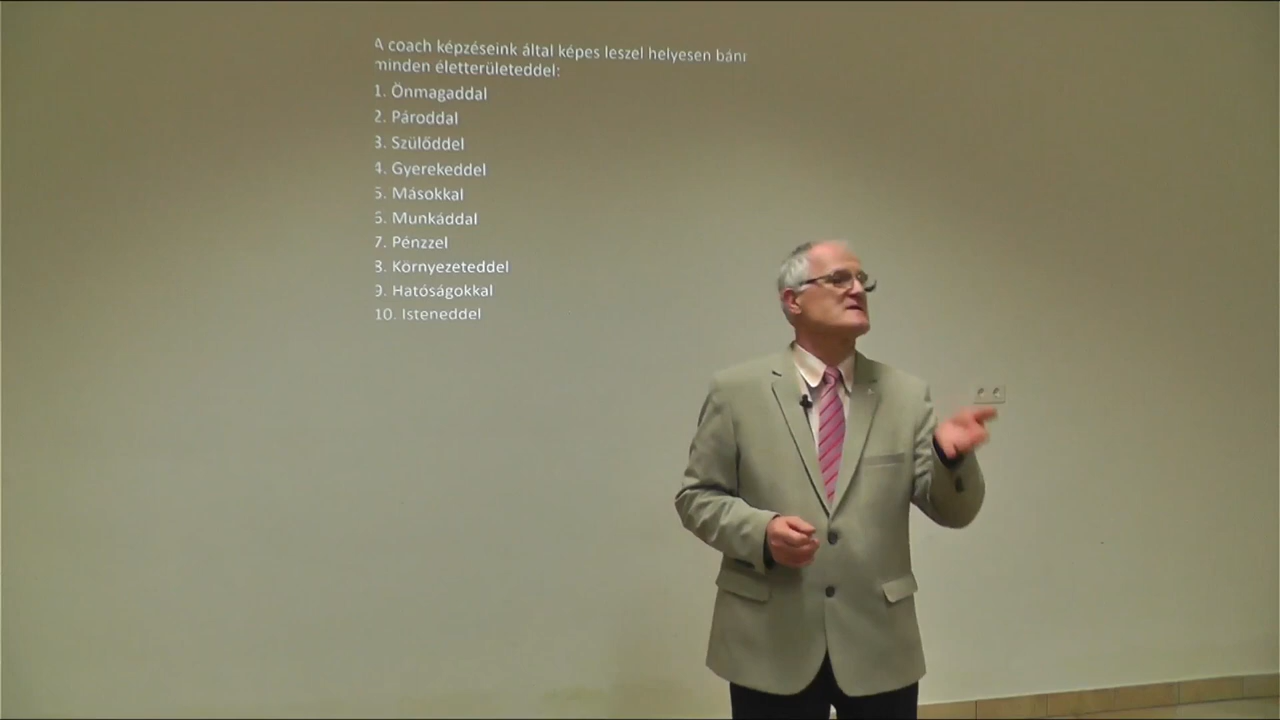 A coach képzéseink által képes leszel helyesen bánni
minden életterületeddel:
1. Önmagaddal
2. Pároddal
3. Szülőddel
4. Gyerekeddel
5. Másokkal
6. Munkáddal
7. Pénzzel
8. Környezeteddel
9. Hatóságokkal
10. Isteneddel